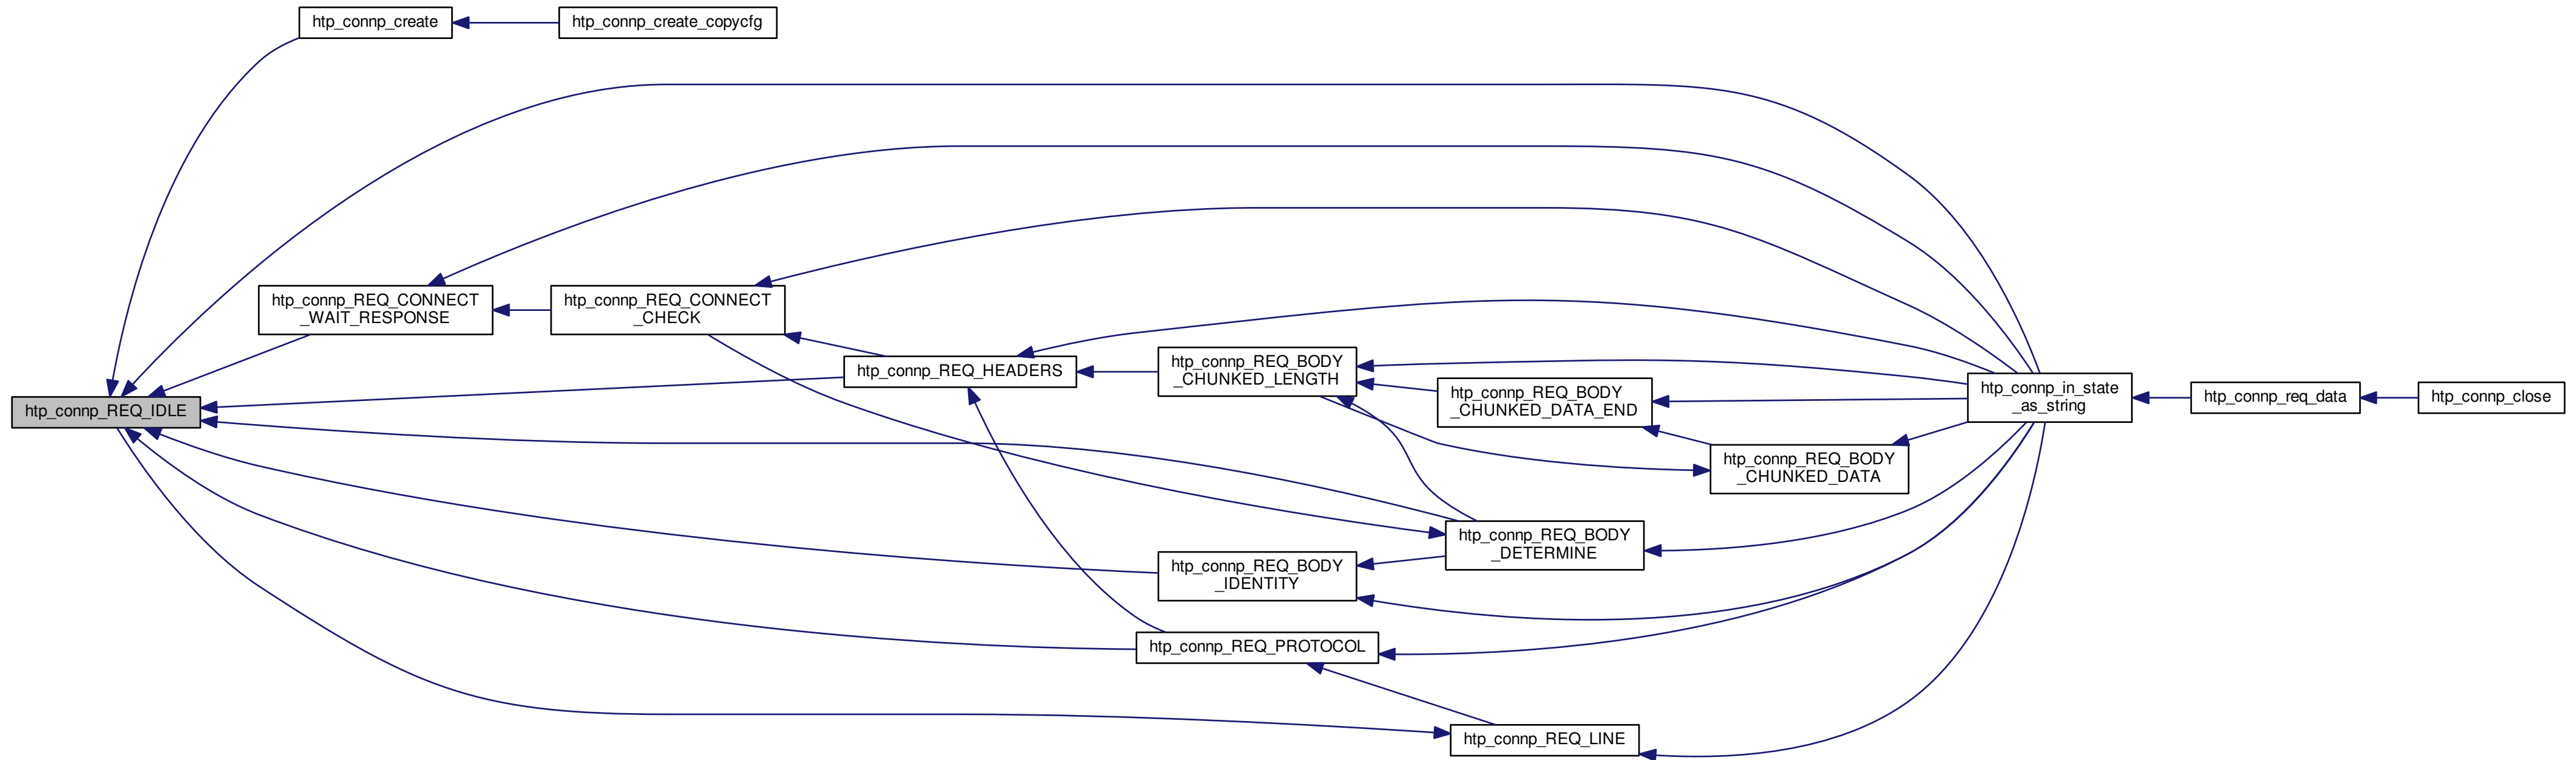 htp_connp_create
htp_connp_create_copycfg
htp_connp_REQ_CONNECT
_WAIT_RESPONSE
htp_connp_REQ_CONNECT
_CHECK
htp_connp_REQ_HEADERS
htp_connp_REQ_BODY
_CHUNKED_LENGTH
htp_connp_REQ_BODY
_CHUNKED_DATA_END
htp_connp_in_state
_as_string
htp_connp_req_data
htp_connp_close
htp_connp_REQ_IDLE
htp_connp_REQ_BODY
_CHUNKED_DATA
htp_connp_REQ_BODY
_DETERMINE
htp_connp_REQ_BODY
_IDENTITY
htp_connp_REQ_PROTOCOL
htp_connp_REQ_LINE